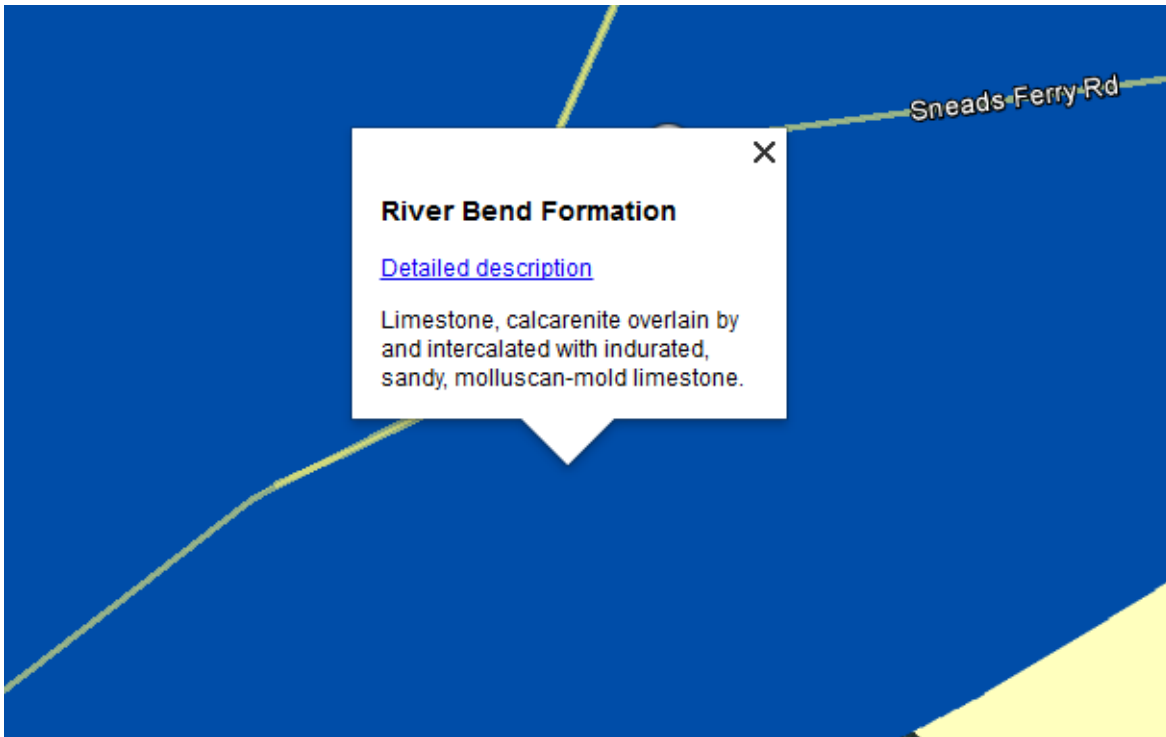 Sneads Ferry Rd
River Bend Formation
Detailed description
Limestone, calcarenite overlain by
and intercalated with indurated,
sandy, molluscan-mold limestone.